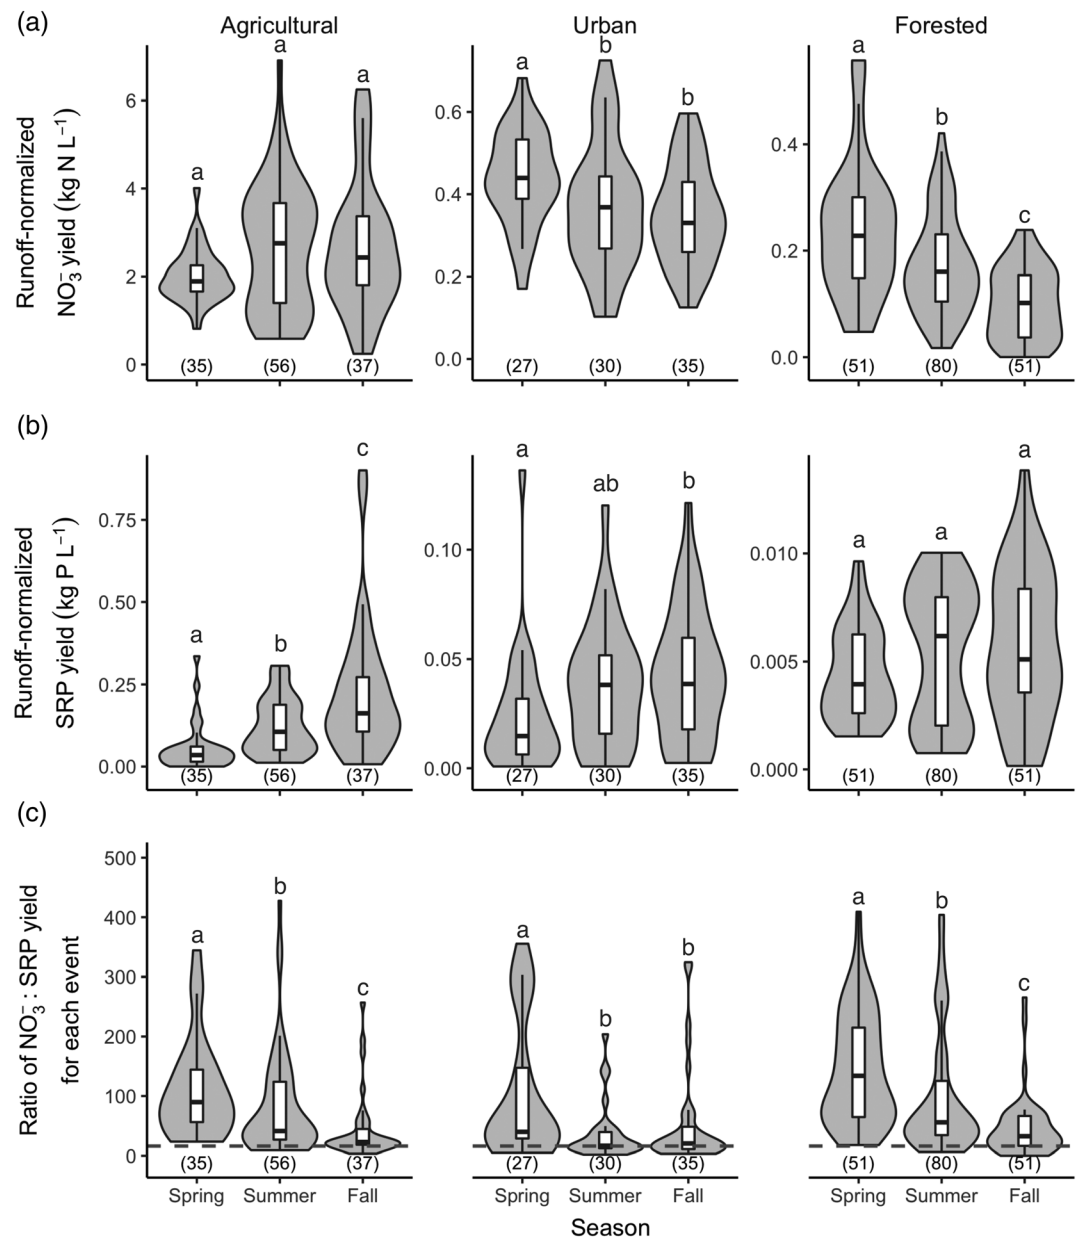 (a)
Agricultural
Urban
Forested
Runoff-normalized
NO₃⁻ yield (kg N L⁻¹)
6
4
2
0
a
a
a
(35)
(56)
(37)
0.6
0.4
0.2
0.0
a
b
b
(27)
(30)
(35)
0.4
0.2
0.0
a
b
c
(51)
(80)
(51)
(b)
Runoff-normalized
SRP yield (kg P L⁻¹)
0.75
0.50
0.25
0.00
a
b
c
(35)
(56)
(37)
0.10
0.05
0.00
a
ab
b
(27)
(30)
(35)
0.010
0.005
0.000
a
a
a
(51)
(80)
(51)
(c)
Ratio of NO₃⁻ : SRP yield
for each event
500
400
300
200
100
0
a
b
c
(35)
(56)
(37)
a
b
b
(27)
(30)
(35)
a
b
c
(51)
(80)
(51)
Spring Summer Fall
Spring Summer Fall
Spring Summer Fall
Season